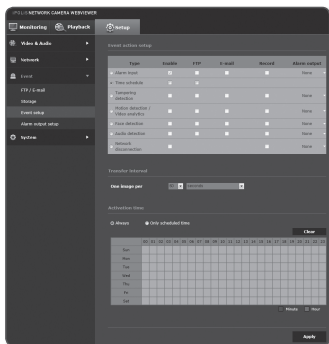 iPOLiS NETWORK CAMERA WEBVIEWER
Monitoring Playback Setup
Video & Audio
Network
Event
FTP / E-mail
Storage
Event setup
Alarm output setup
System
Event action setup
Type Enable FTP E-mail Record Alarm output
Alarm input None
Time schedule
Tampering detection None
Motion detection / Video analytics None
Face detection None
Audio detection None
Network disconnection None
Transfer interval
One image per seconds
Activation time
Always Only scheduled time
Clear
00 01 02 03 04 05 06 07 08 09 10 11 12 13 14 15 16 17 18 19 20 21 22 23
Sun
Mon
Tue
Wed
Thu
Fri
Sat
Minute Hour
Apply